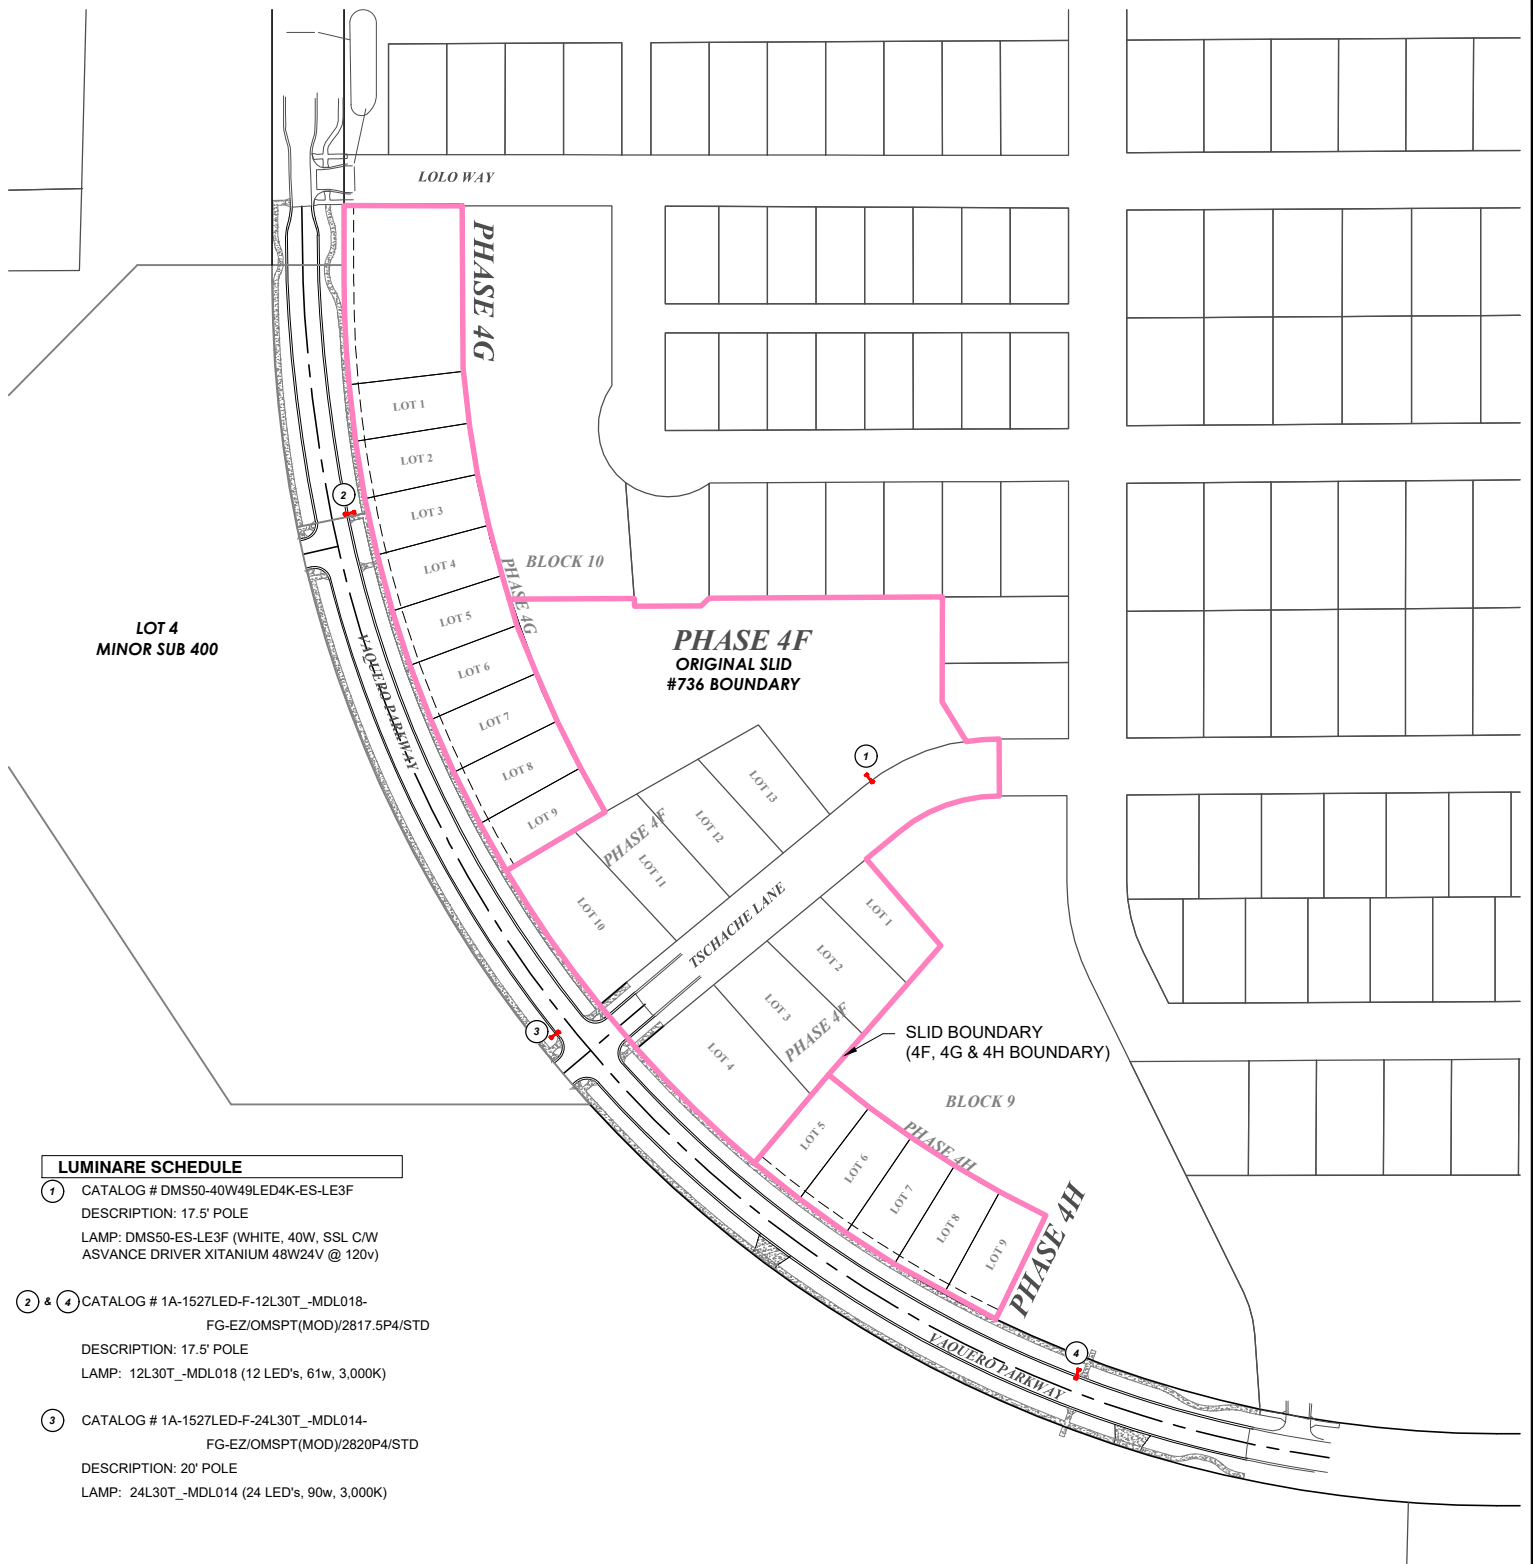 LOLO WAY
PHASE 4G
LOT 1
LOT 2
2
LOT 3
LOT 4
BLOCK 10
PHASE 4G
LOT 5
LOT 4
MINOR SUB 400
PHASE 4F
ORIGINAL SLID
#736 BOUNDARY
LOT 6
VAQUERO PARKWAY
LOT 7
LOT 8
LOT 9
1
LOT 13
LOT 12
PHASE 4F
LOT 11
LOT 10
TSCHACHE LANE
LOT 1
LOT 2
LOT 3
PHASE 4F
LOT 4
3
SLID BOUNDARY
(4F, 4G & 4H BOUNDARY)
BLOCK 9
LOT 5
LOT 6
PHASE 4H
LOT 7
LOT 8
LOT 9
PHASE 4H
VAQUERO PARKWAY
4
LUMINARE SCHEDULE
1 CATALOG # DMS50-40W49LED4K-ES-LE3F
DESCRIPTION: 17.5' POLE
LAMP: DMS50-ES-LE3F (WHITE, 40W, SSL C/W
ASVANCE DRIVER XITANIUM 48W24V @ 120v)
2 & 4 CATALOG # 1A-1527LED-F-12L30T_-MDL018-
FG-EZ/OMSPT(MOD)/2817.5P4/STD
DESCRIPTION: 17.5' POLE
LAMP: 12L30T_-MDL018 (12 LED's, 61w, 3,000K)
3 CATALOG # 1A-1527LED-F-24L30T_-MDL014-
FG-EZ/OMSPT(MOD)/2820P4/STD
DESCRIPTION: 20' POLE
LAMP: 24L30T_-MDL014 (24 LED's, 90w, 3,000K)